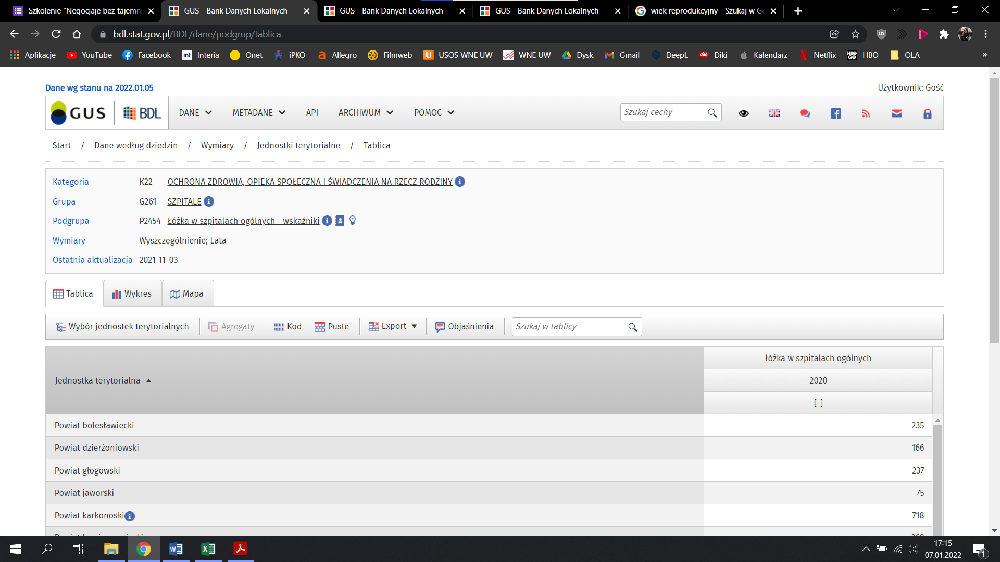 Szkolenie "Negocjaje bez tajemni
GUS - Bank Danych Lokalnych
GUS - Bank Danych Lokalnych
GUS - Bank Danych Lokalnych
wiek reprodukcyjny - Szukaj w Go
bdl.stat.gov.pl/BDL/dane/podgrup/tablica
Aplikacje YouTube Facebook int Interia Onet iPKO Allegro Filmweb USOS WNE UW WNE UW Dysk Gmail DeepL diki Diki Kalendarz Netflix HBO GO HBO OLA »
Dane wg stanu na 2022.01.05
Użytkownik: Gość
GUS BDL DANE METADANE API ARCHIWUM POMOC Szukaj cechy
Start / Dane według dziedzin / Wymiary / Jednostki terytorialne / Tablica
Kategoria K22 OCHRONA ZDROWIA, OPIEKA SPOŁECZNA I ŚWIADCZENIA NA RZECZ RODZINY
Grupa G261 SZPITALE
Podgrupa P2454 Łóżka w szpitalach ogólnych - wskaźniki
Wymiary Wyszczególnienie; Lata
Ostatnia aktualizacja 2021-11-03
Tablica Wykres Mapa
Wybór jednostek terytorialnych Agregaty Kod Puste Export Objaśnienia Szukaj w tablicy
Jednostka terytorialna
łóżka w szpitalach ogólnych
2020
[-]
Powiat bolesławiecki 235
Powiat dzierżoniowski 166
Powiat głogowski 237
Powiat jaworski 75
Powiat karkonoski 718
17:15
07.01.2022
1